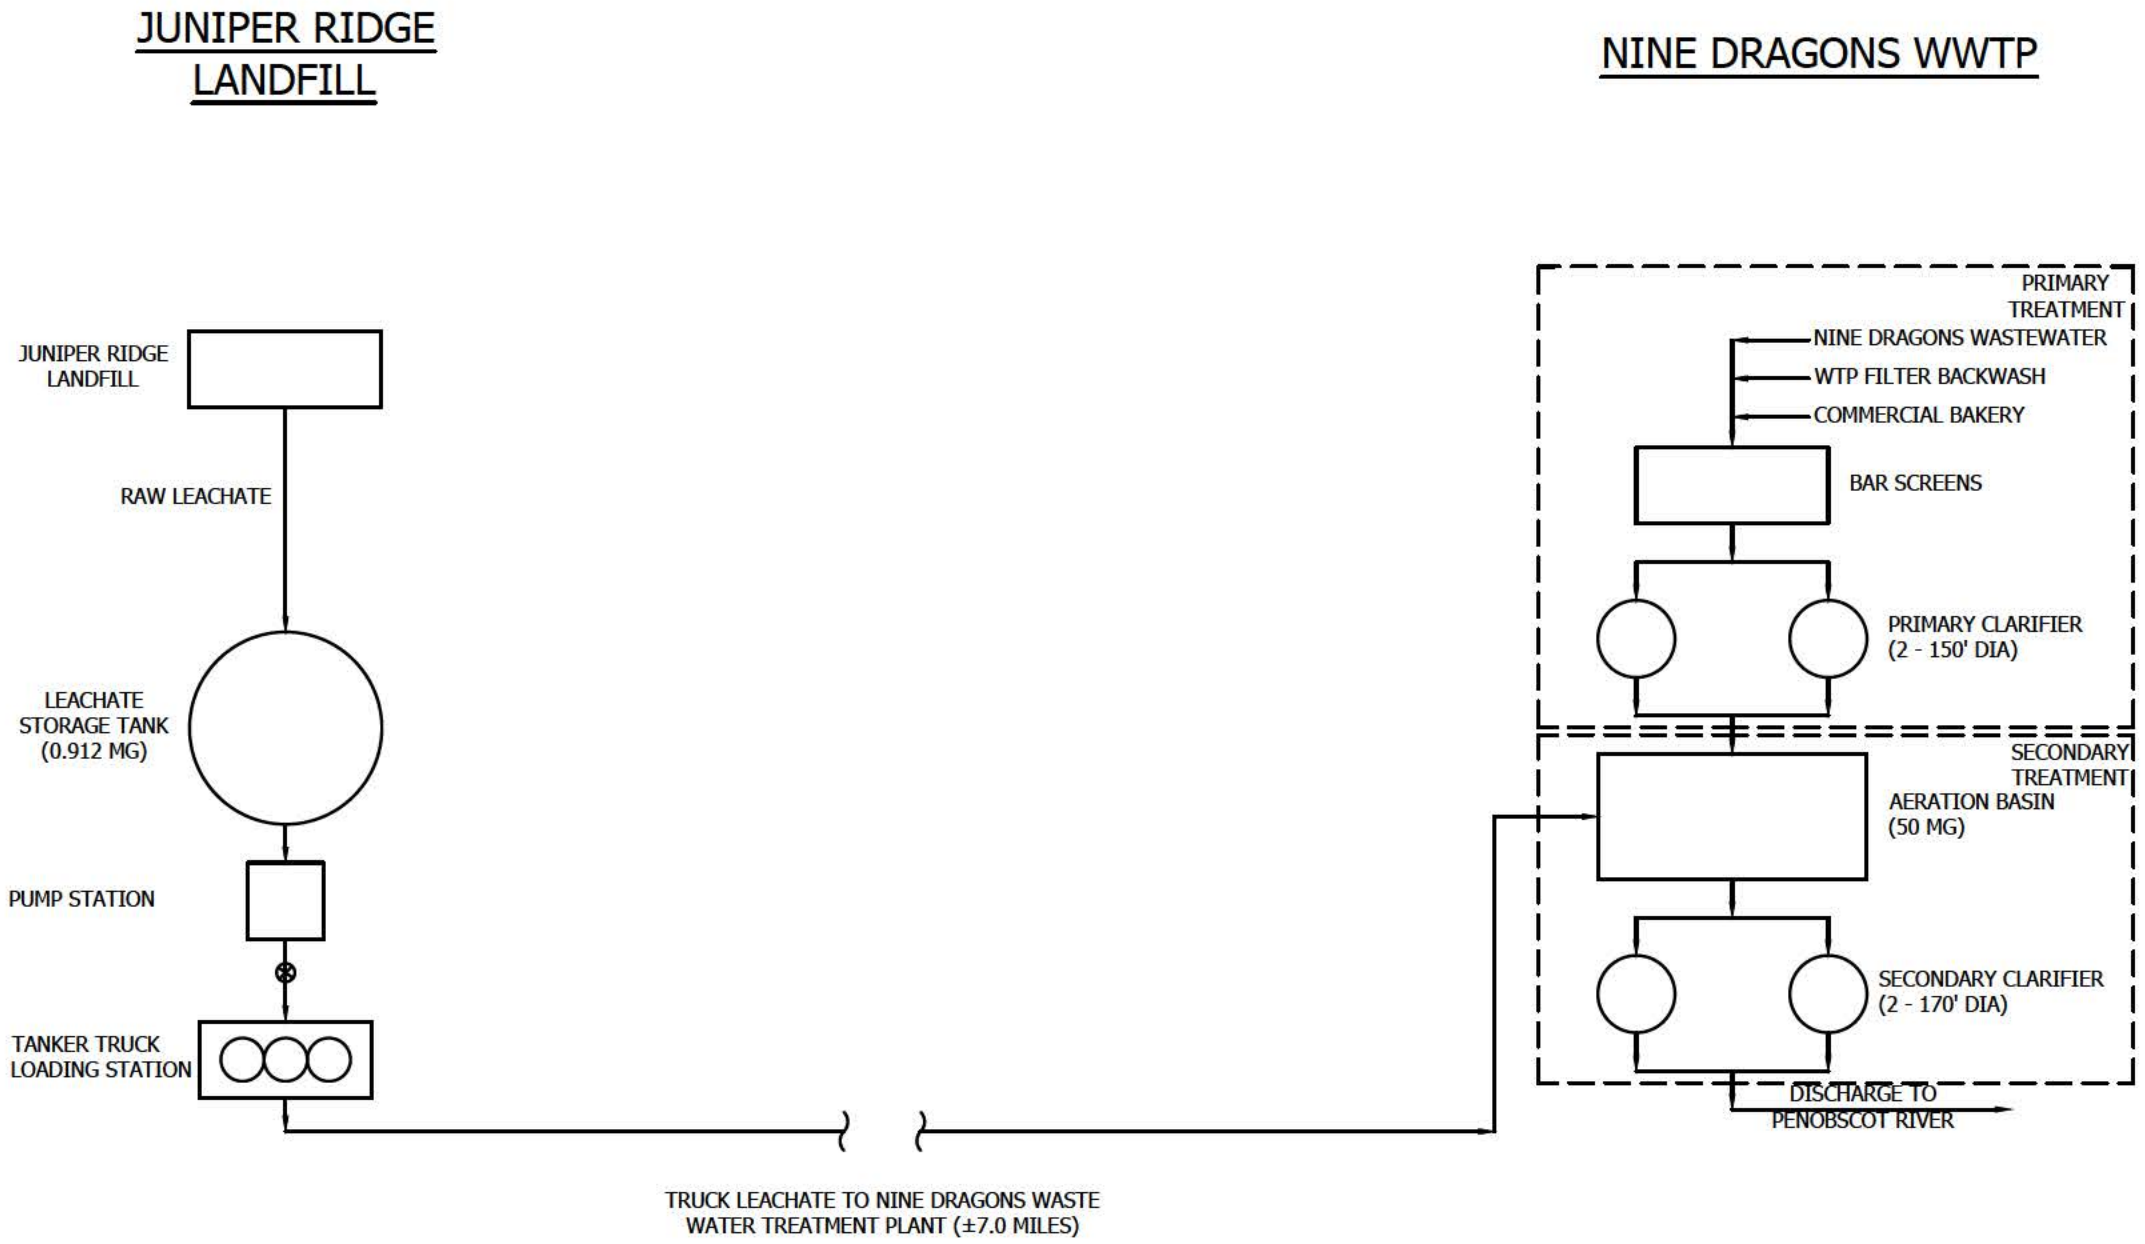 JUNIPER RIDGE
LANDFILL
NINE DRAGONS WWTP
JUNIPER RIDGE
LANDFILL
RAW LEACHATE
LEACHATE
STORAGE TANK
(0.912 MG)
PUMP STATION
TANKER TRUCK
LOADING STATION
TRUCK LEACHATE TO NINE DRAGONS WASTE
WATER TREATMENT PLANT (±7.0 MILES)
PRIMARY
TREATMENT
NINE DRAGONS WASTEWATER
WTP FILTER BACKWASH
COMMERCIAL BAKERY
BAR SCREENS
PRIMARY CLARIFIER
(2 - 150' DIA)
SECONDARY
TREATMENT
AERATION BASIN
(50 MG)
SECONDARY CLARIFIER
(2 - 170' DIA)
DISCHARGE TO
PENOBSCOT RIVER